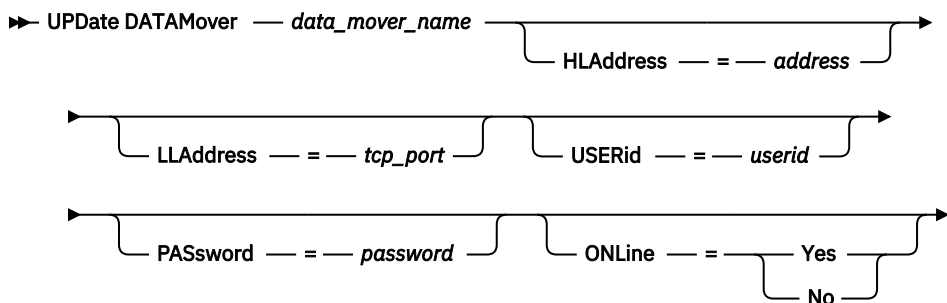 UPDate DATAMover — data_mover_name
HLAddress — = — address
LLAddress — = — tcp_port
USERid — = — userid
PASsword — = — password
ONLine — = — Yes
No